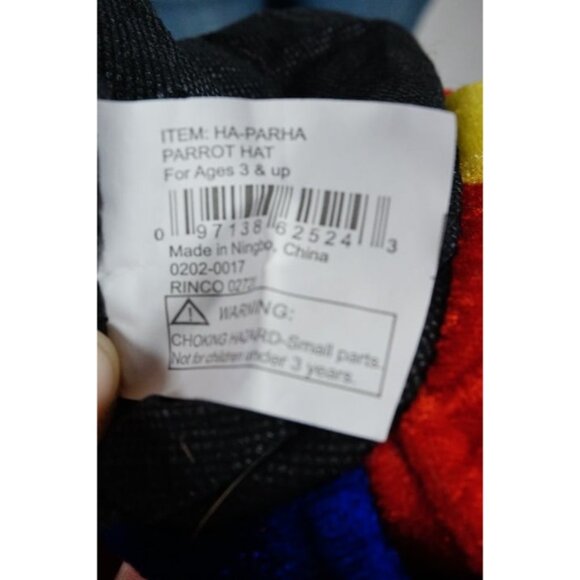 ITEM: HA-PARHA
PARROT HAT
For Ages 3 & up
0 97138 62524 3
Made in Ningbo, China
0202-0017
RINCO
WARNING:
CHOKING HAZARD-Small parts.
Not for children under 3 years.